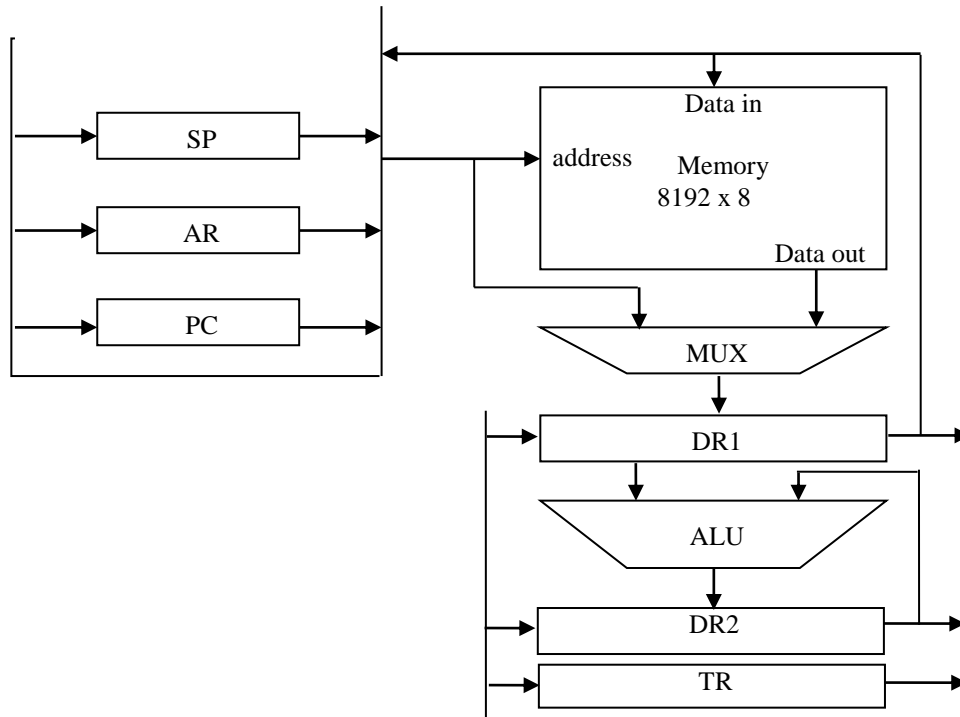 Data in
SP
address
Memory
8192 x 8
AR
Data out
PC
MUX
DR1
ALU
DR2
TR